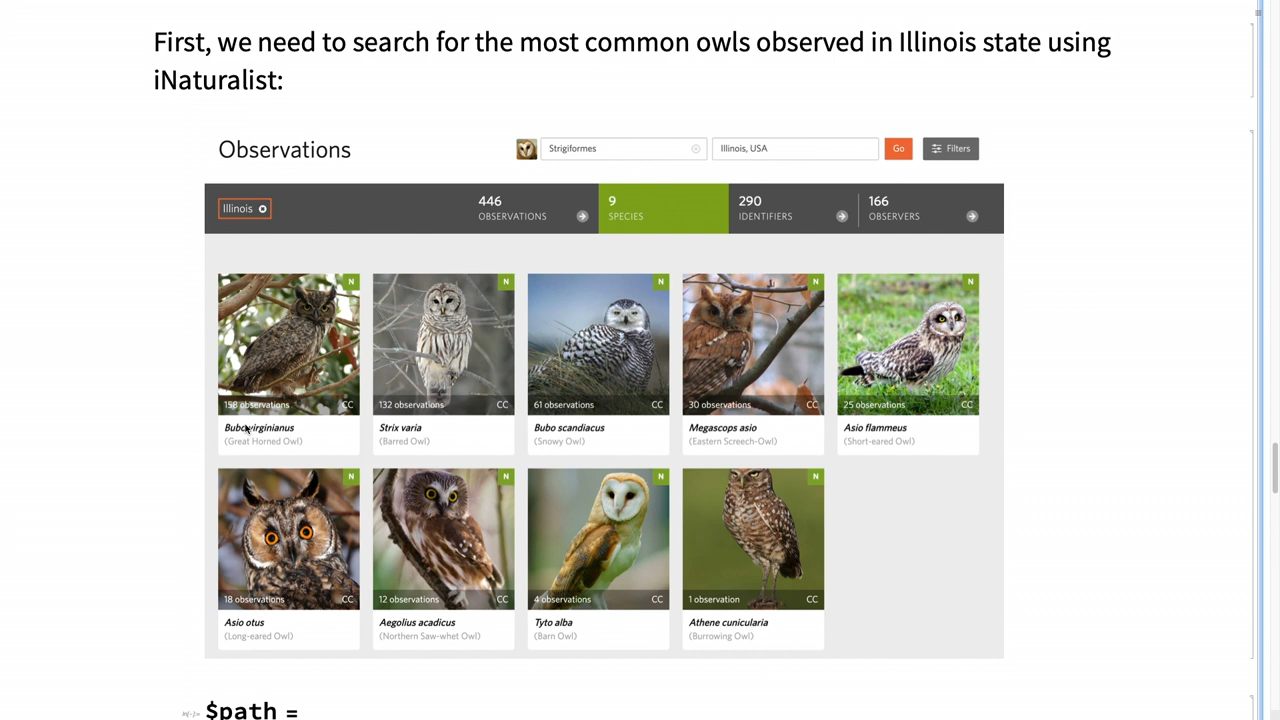 First, we need to search for the most common owls observed in Illinois state using
iNaturalist:
Observations
Strigiformes
Illinois, USA
Go
Filters
Illinois
446
OBSERVATIONS
9
SPECIES
290
IDENTIFIERS
166
OBSERVERS
N
N
N
N
N
158 observations CC
132 observations CC
61 observations CC
30 observations CC
25 observations CC
Bubo virginianus
(Great Horned Owl)
Strix varia
(Barred Owl)
Bubo scandiacus
(Snowy Owl)
Megascops asio
(Eastern Screech-Owl)
Asio flammeus
(Short-eared Owl)
N
N
N
N
18 observations CC
12 observations CC
4 observations CC
1 observation CC
Asio otus
(Long-eared Owl)
Aegolius acadicus
(Northern Saw-whet Owl)
Tyto alba
(Barn Owl)
Athene cunicularia
(Burrowing Owl)
$path =